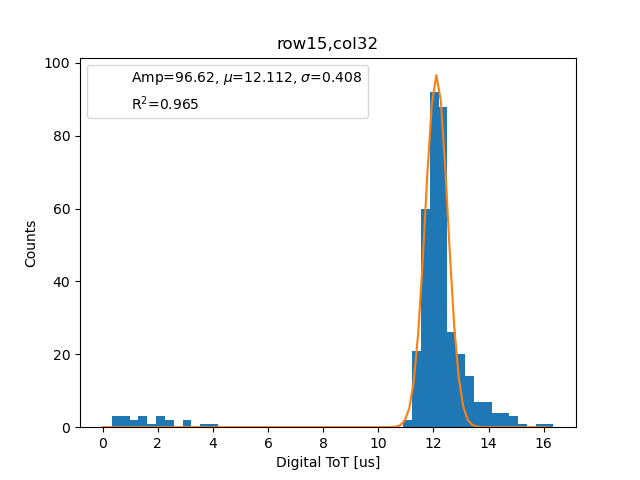 row15,col32
Amp=96.62, μ=12.112, σ=0.408
R²=0.965
100
80
60
40
20
0
Counts
0 2 4 6 8 10 12 14 16
Digital ToT [us]